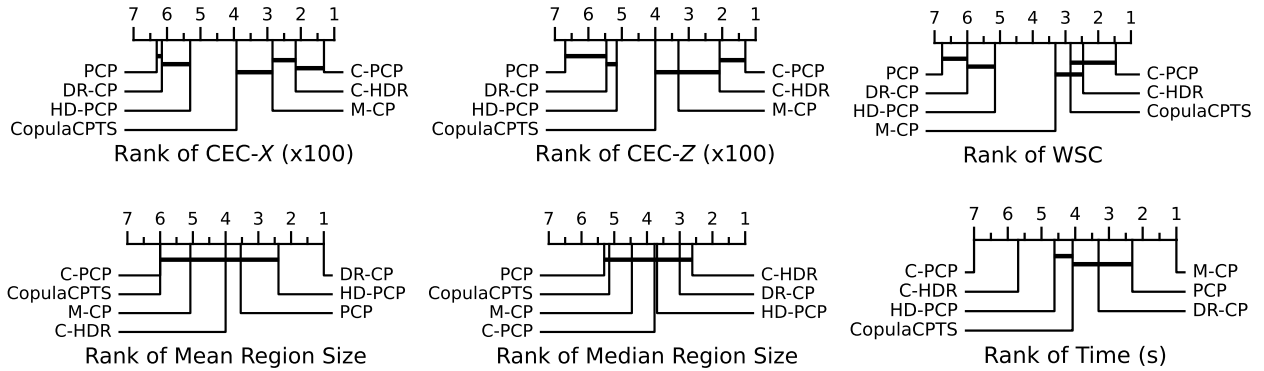 7 6 5 4 3 2 1
PCP C-PCP
DR-CP C-HDR
HD-PCP M-CP
CopulaCPTS
Rank of CEC-X (x100)
7 6 5 4 3 2 1
PCP C-PCP
DR-CP C-HDR
HD-PCP M-CP
CopulaCPTS
Rank of CEC-Z (x100)
7 6 5 4 3 2 1
PCP C-PCP
DR-CP C-HDR
HD-PCP CopulaCPTS
M-CP
Rank of WSC
7 6 5 4 3 2 1
C-PCP DR-CP
CopulaCPTS HD-PCP
M-CP PCP
C-HDR
Rank of Mean Region Size
7 6 5 4 3 2 1
PCP C-HDR
CopulaCPTS DR-CP
M-CP HD-PCP
C-PCP
Rank of Median Region Size
7 6 5 4 3 2 1
C-PCP M-CP
C-HDR PCP
HD-PCP DR-CP
CopulaCPTS
Rank of Time (s)